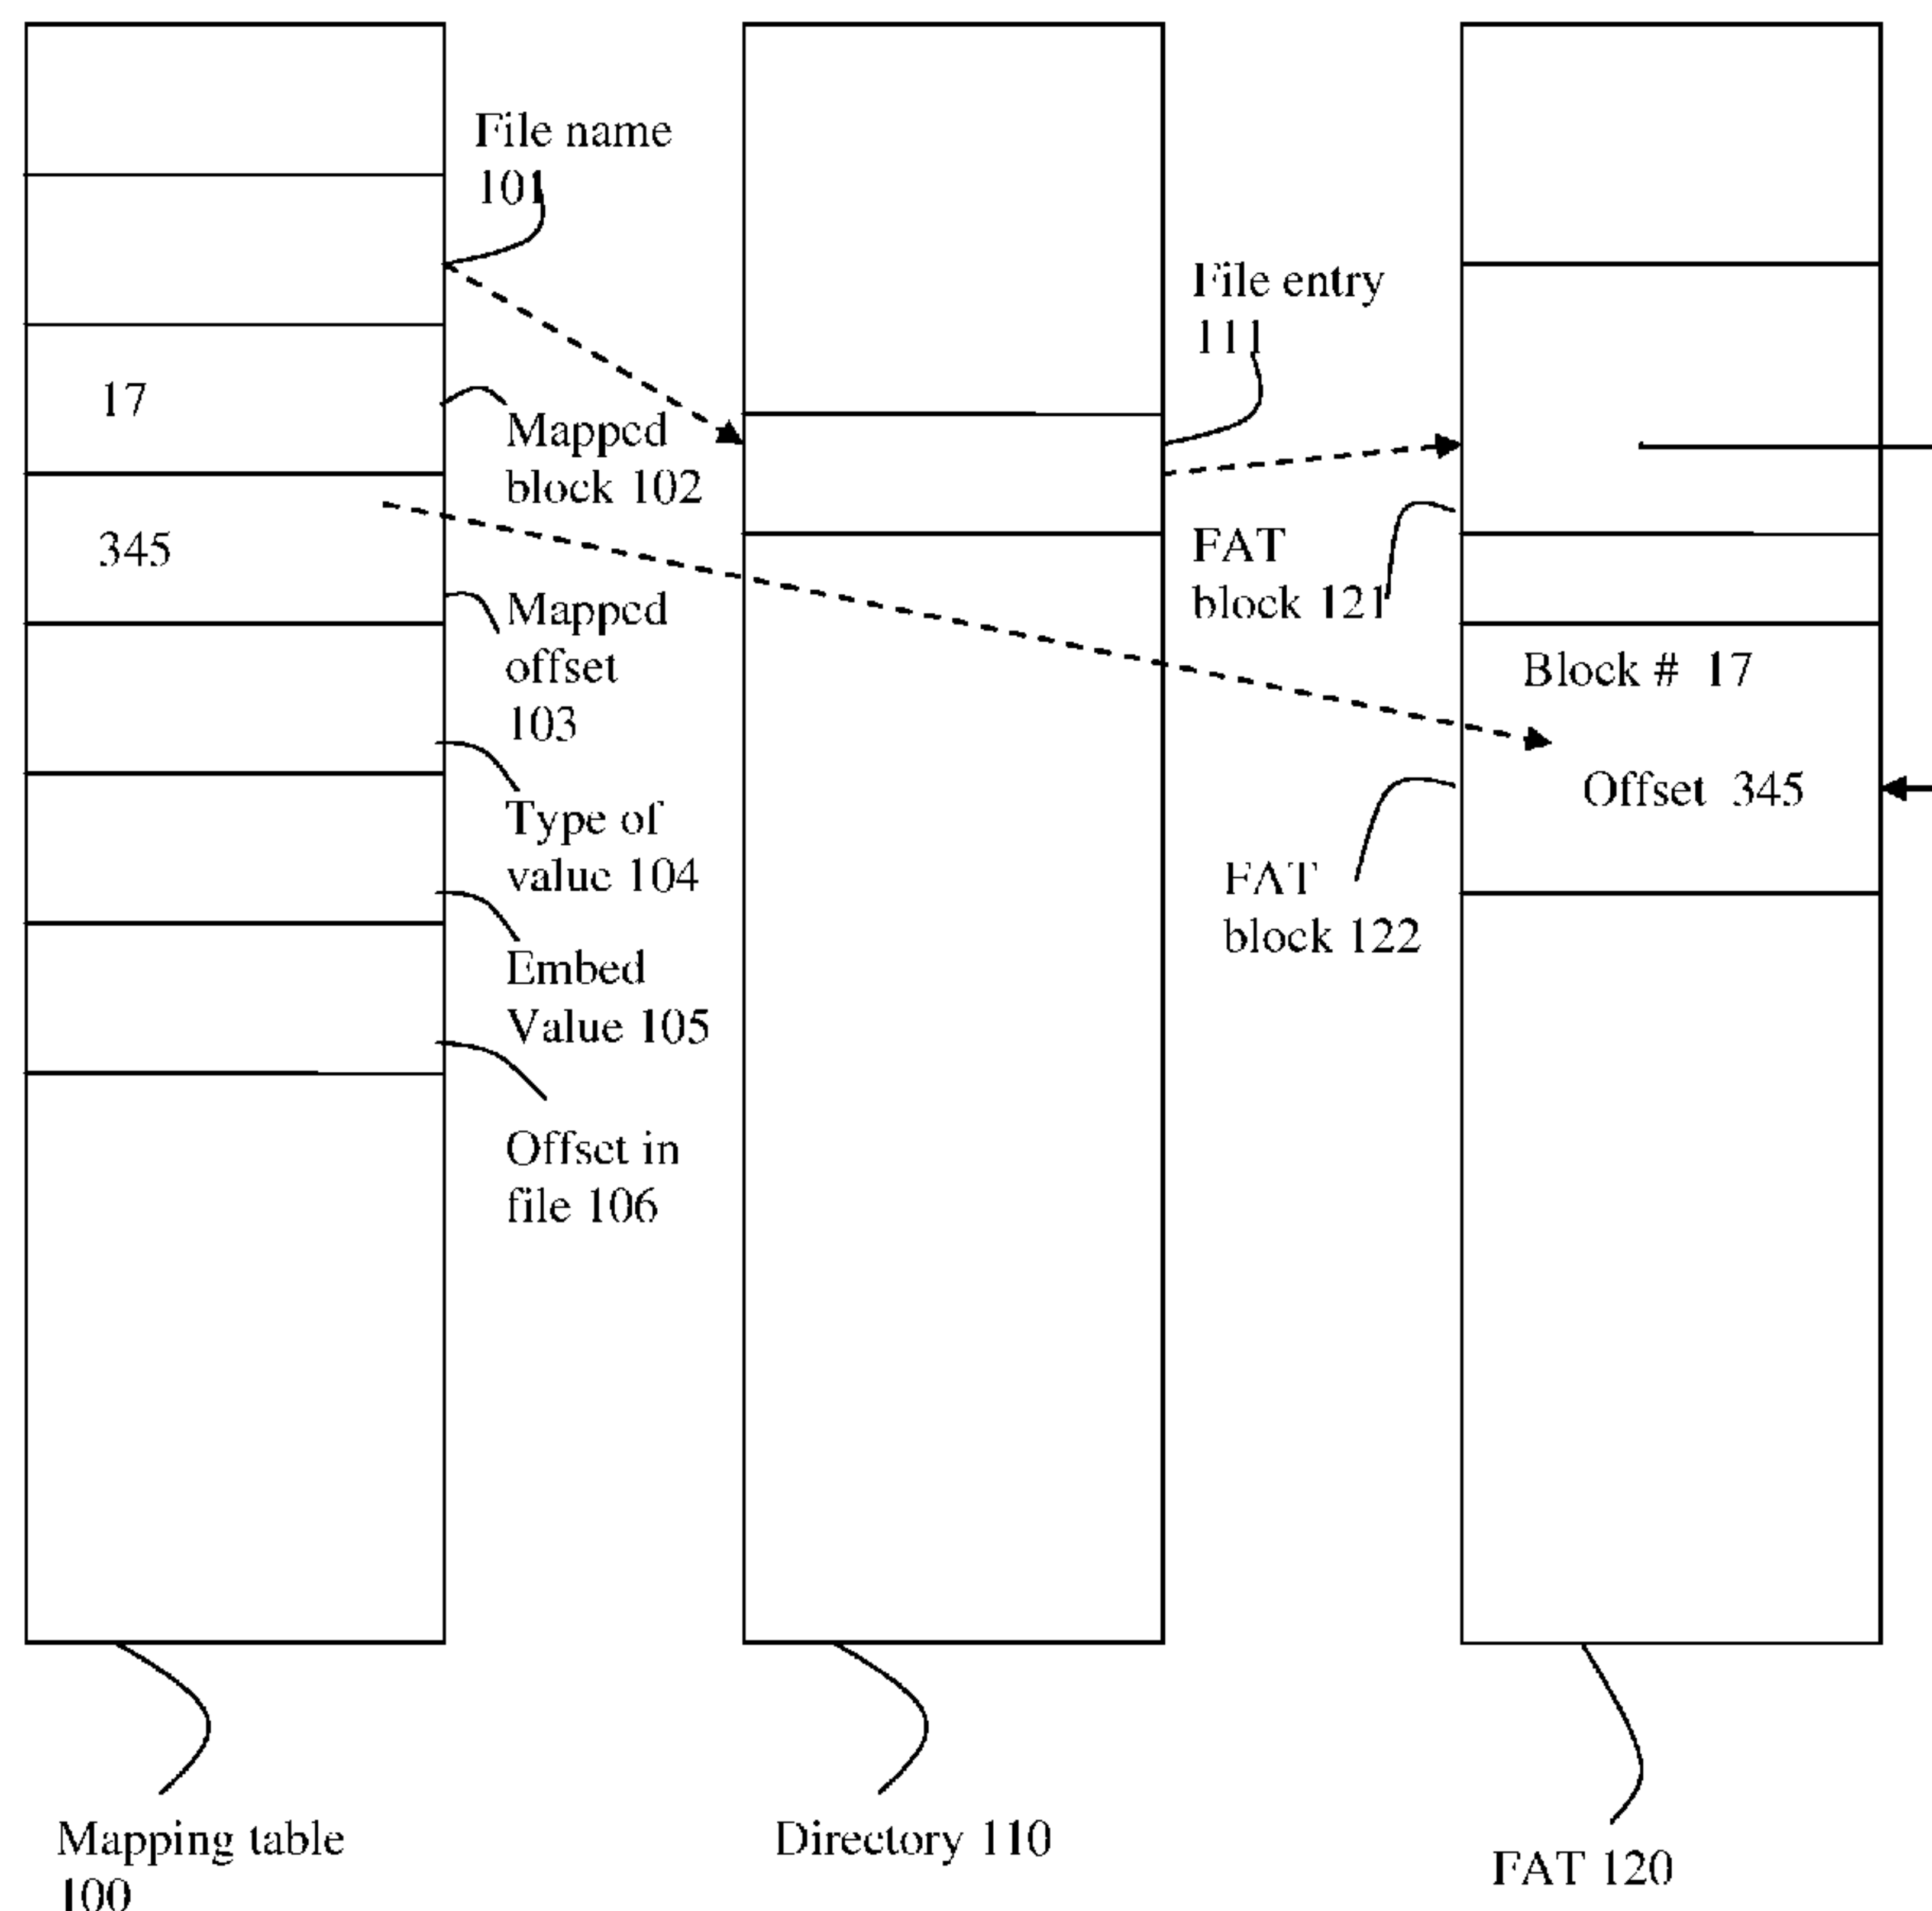 File name
101
17
Mapped
block 102
345
Mapped
offset
103
Type of
value 104
Embed
Value 105
Offset in
file 106
File entry
111
FAT
block 121
Block # 17
Offset 345
FAT
block 122
Mapping table
100
Directory 110
FAT 120